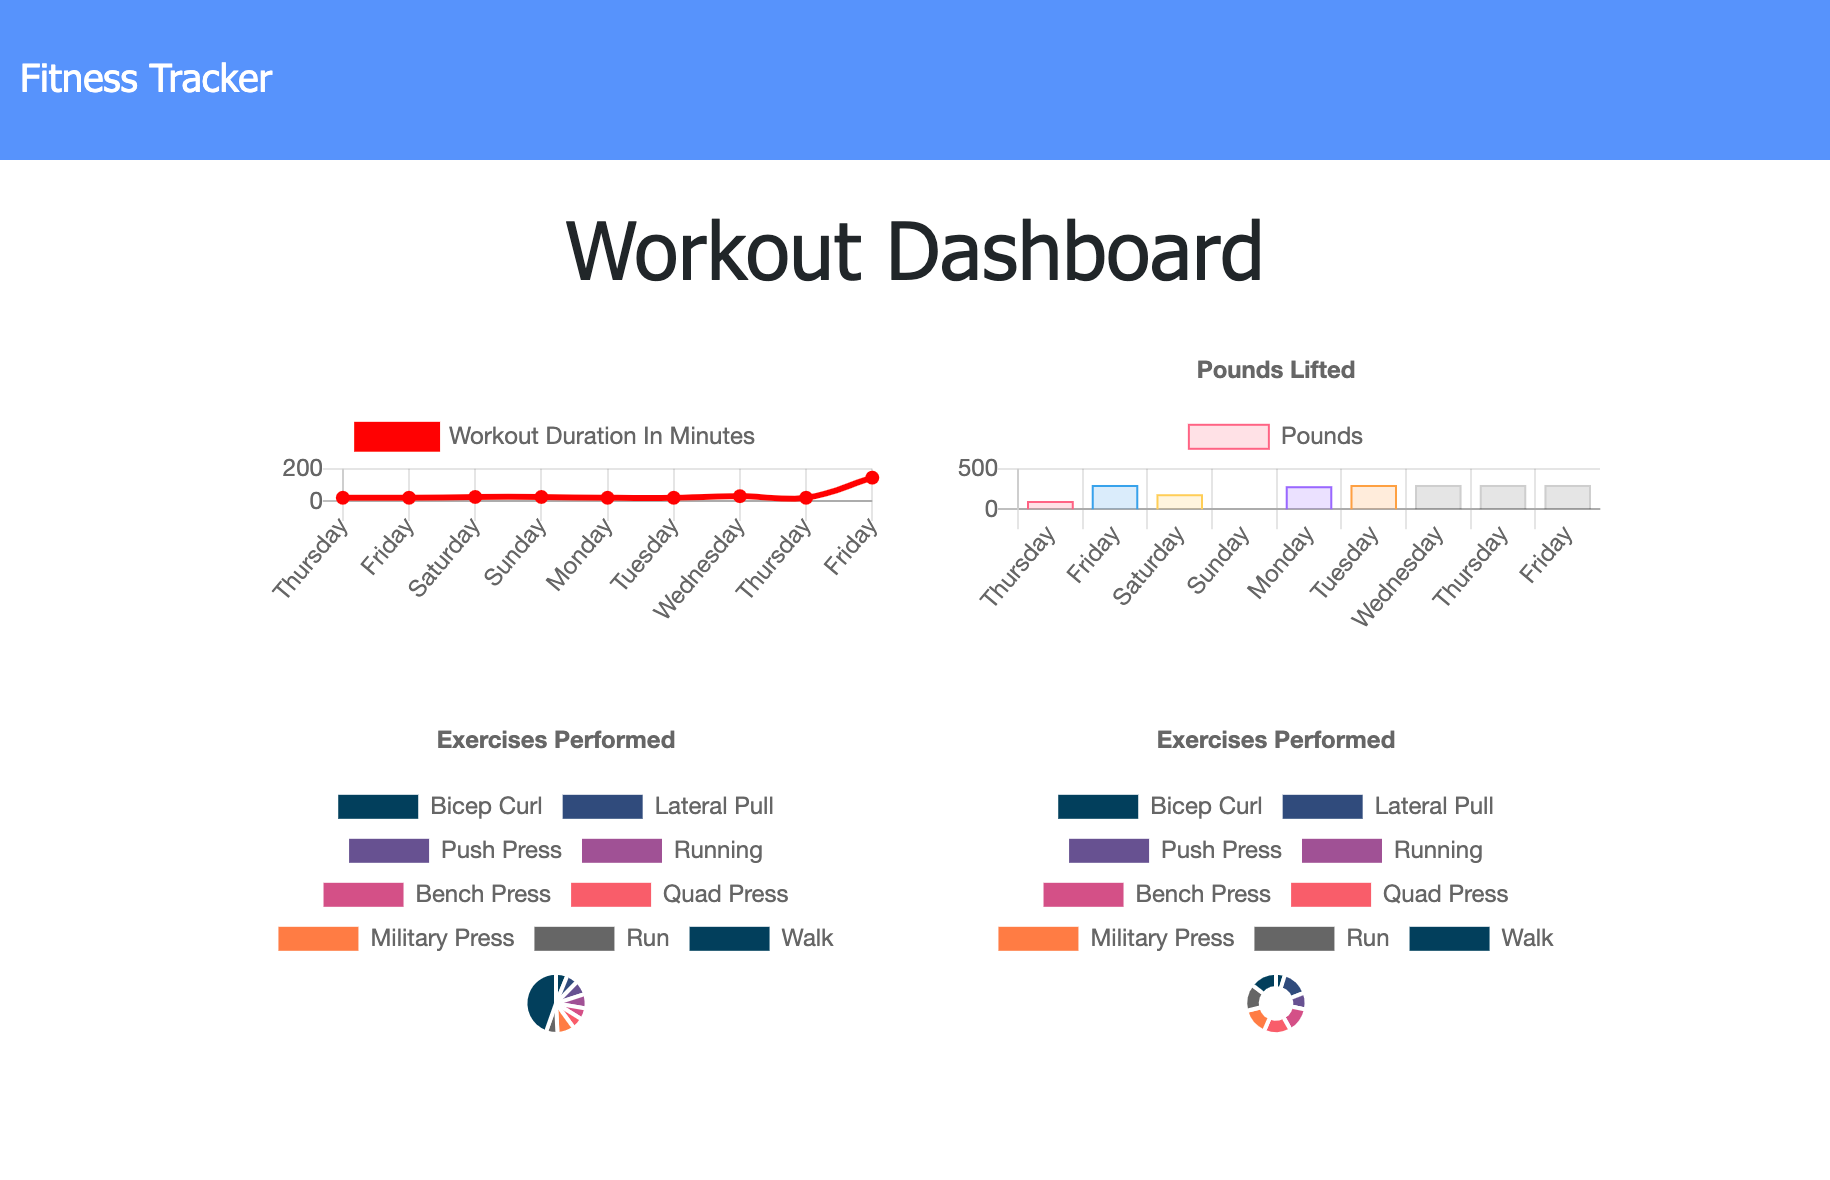 Fitness Tracker
Workout Dashboard
Workout Duration In Minutes
200
0
Thursday Friday Saturday Sunday Monday Tuesday Wednesday Thursday Friday
Pounds Lifted
Pounds
500
0
Thursday Friday Saturday Sunday Monday Tuesday Wednesday Thursday Friday
Exercises Performed
Bicep Curl Lateral Pull
Push Press Running
Bench Press Quad Press
Military Press Run Walk
Exercises Performed
Bicep Curl Lateral Pull
Push Press Running
Bench Press Quad Press
Military Press Run Walk